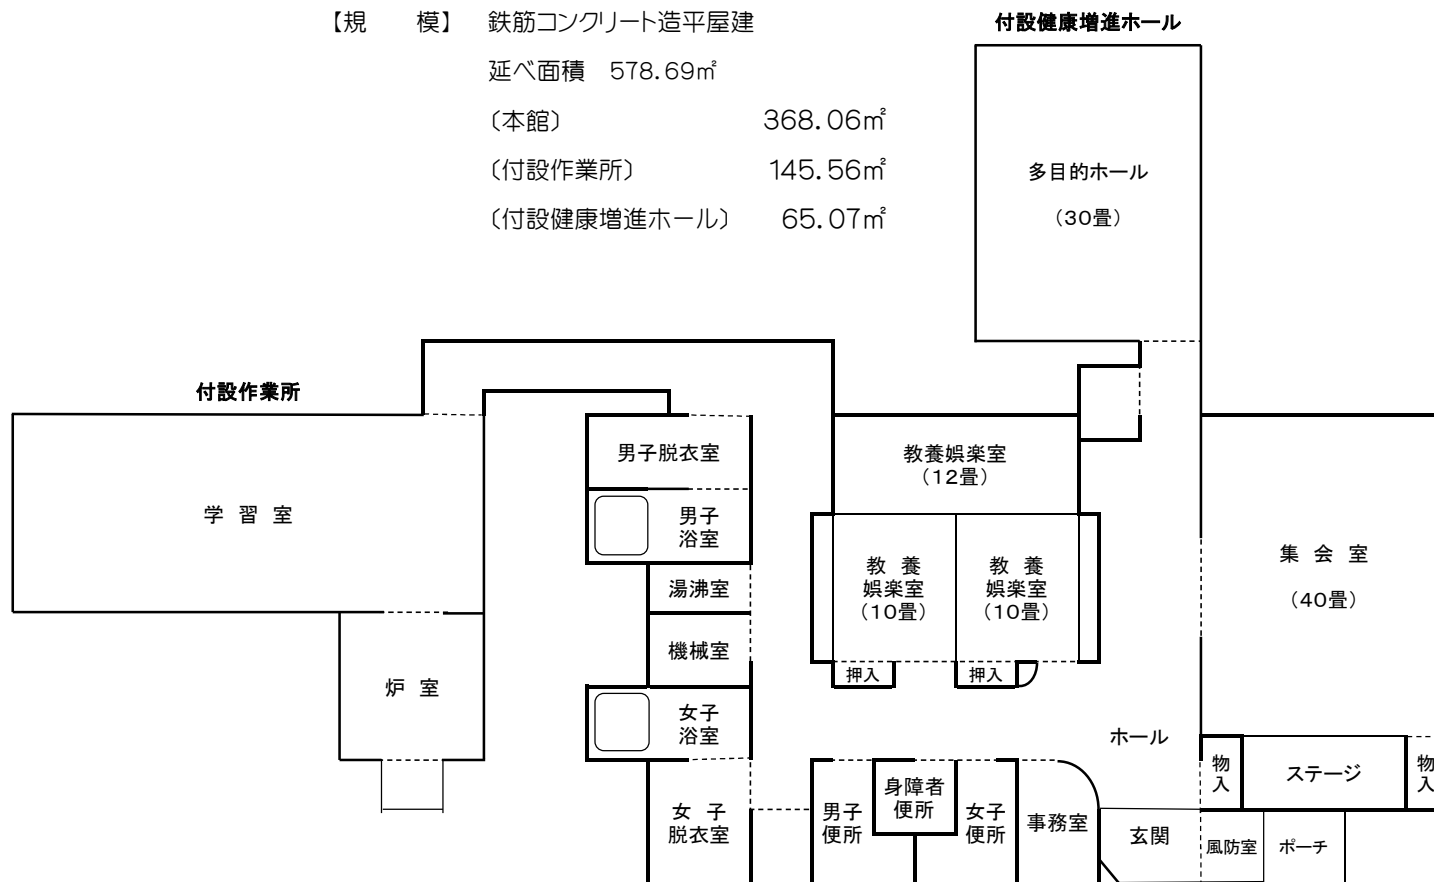 【規　模】　鉄筋コンクリート造平屋建
延べ面積　578.69㎡
〔本館〕　368.06㎡
〔付設作業所〕　145.56㎡
〔付設健康増進ホール〕　65.07㎡
付設健康増進ホール
多目的ホール
（30畳）
付設作業所
学 習 室
炉 室
男子脱衣室
男子
浴室
湯沸室
機械室
女子
浴室
女 子
脱衣室
教養娯楽室
（12畳）
教 養
娯楽室
（10畳）
教 養
娯楽室
（10畳）
押入
押入
集 会 室
（40畳）
ホール
物
入
ステージ
物
入
男子
便所
身障者
便所
女子
便所
事務室
玄関
風防室
ポーチ